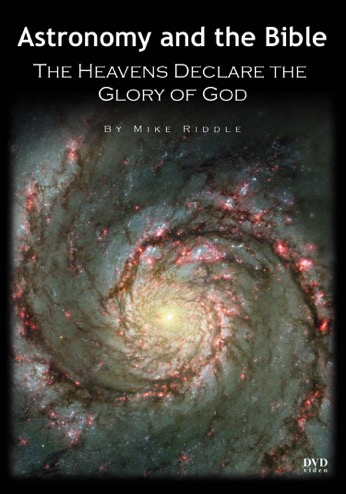 Astronomy and the Bible
The Heavens Declare the
Glory of God
By Mike Riddle
DVD
video